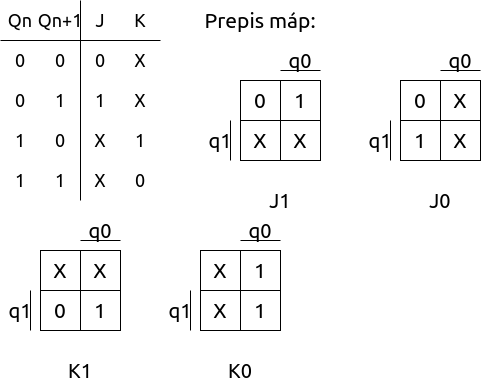 Qn Qn+1 J K
0 0 0 X
0 1 1 X
1 0 X 1
1 1 X 0
Prepis máp:
q0
0 1
q1 X X
J1
q0
0 X
q1 1 X
J0
q0
X X
q1 0 1
K1
q0
X 1
q1 X 1
K0